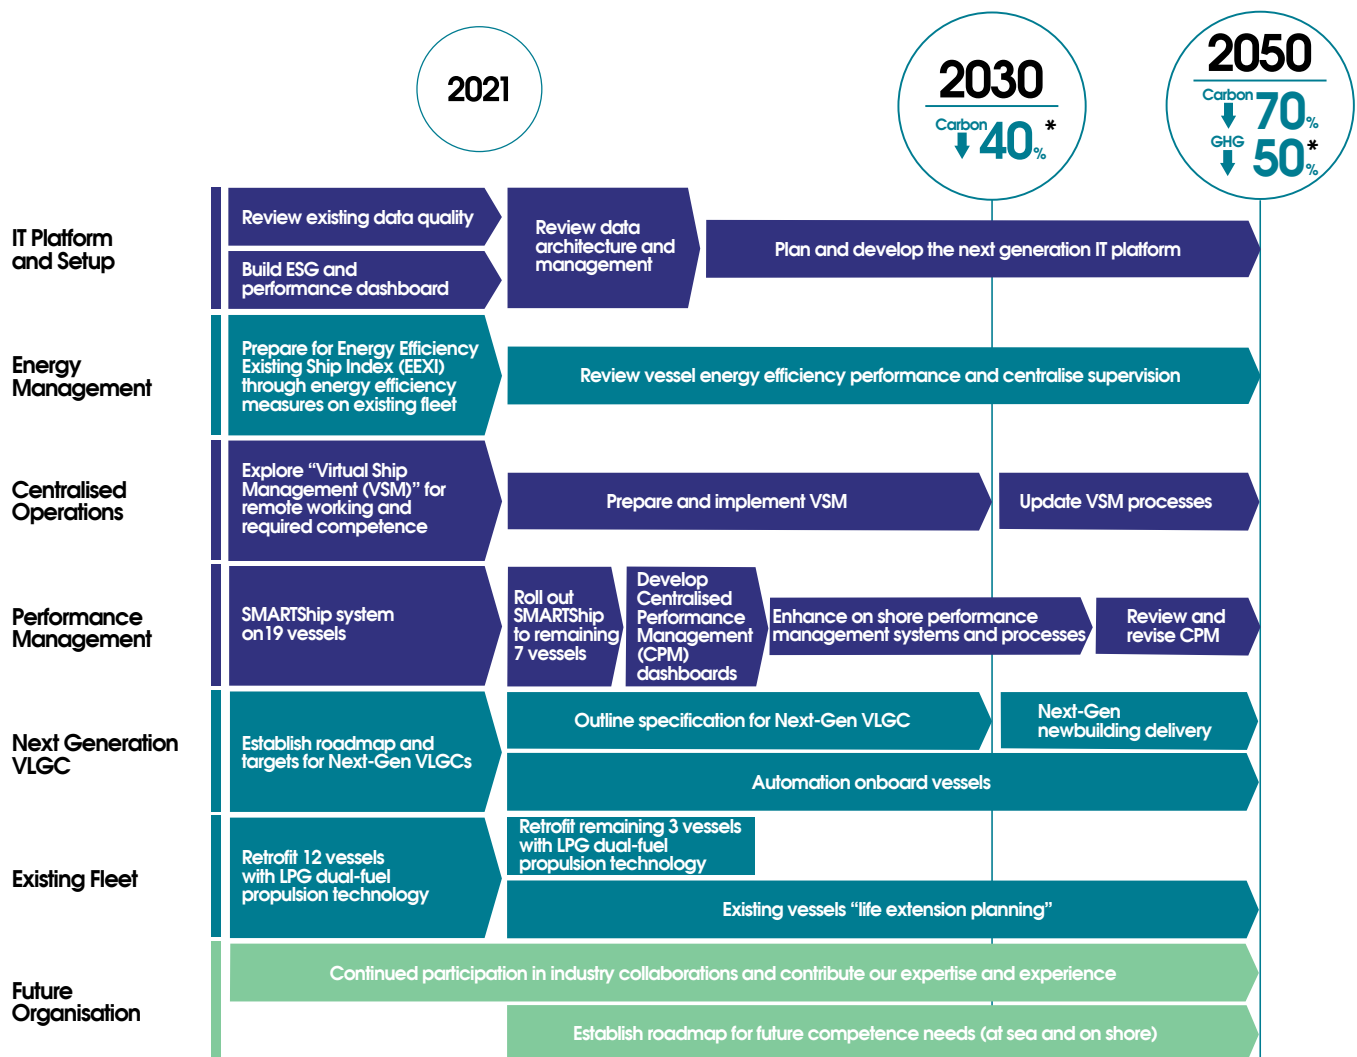 2021
2030
Carbon
40%*
2050
Carbon
70%
GHG
50%*
IT Platform
and Setup
Review existing data quality
Build ESG and
performance dashboard
Review data
architecture and
management
Plan and develop the next generation IT platform
Energy
Management
Prepare for Energy Efficiency
Existing Ship Index (EEXI)
through energy efficiency
measures on existing fleet
Review vessel energy efficiency performance and centralise supervision
Centralised
Operations
Explore “Virtual Ship
Management (VSM)” for
remote working and
required competence
Prepare and implement VSM
Update VSM processes
Performance
Management
SMARTShip system
on19 vessels
Roll out
SMARTShip
to remaining
7 vessels
Develop
Centralised
Performance
Management
(CPM)
dashboards
Enhance on shore performance
management systems and processes
Review and
revise CPM
Next Generation
VLGC
Establish roadmap and
targets for Next-Gen VLGCs
Outline specification for Next-Gen VLGC
Next-Gen
newbuilding delivery
Automation onboard vessels
Existing Fleet
Retrofit 12 vessels
with LPG dual-fuel
propulsion technology
Retrofit remaining 3 vessels
with LPG dual-fuel
propulsion technology
Existing vessels “life extension planning”
Future
Organisation
Continued participation in industry collaborations and contribute our expertise and experience
Establish roadmap for future competence needs (at sea and on shore)